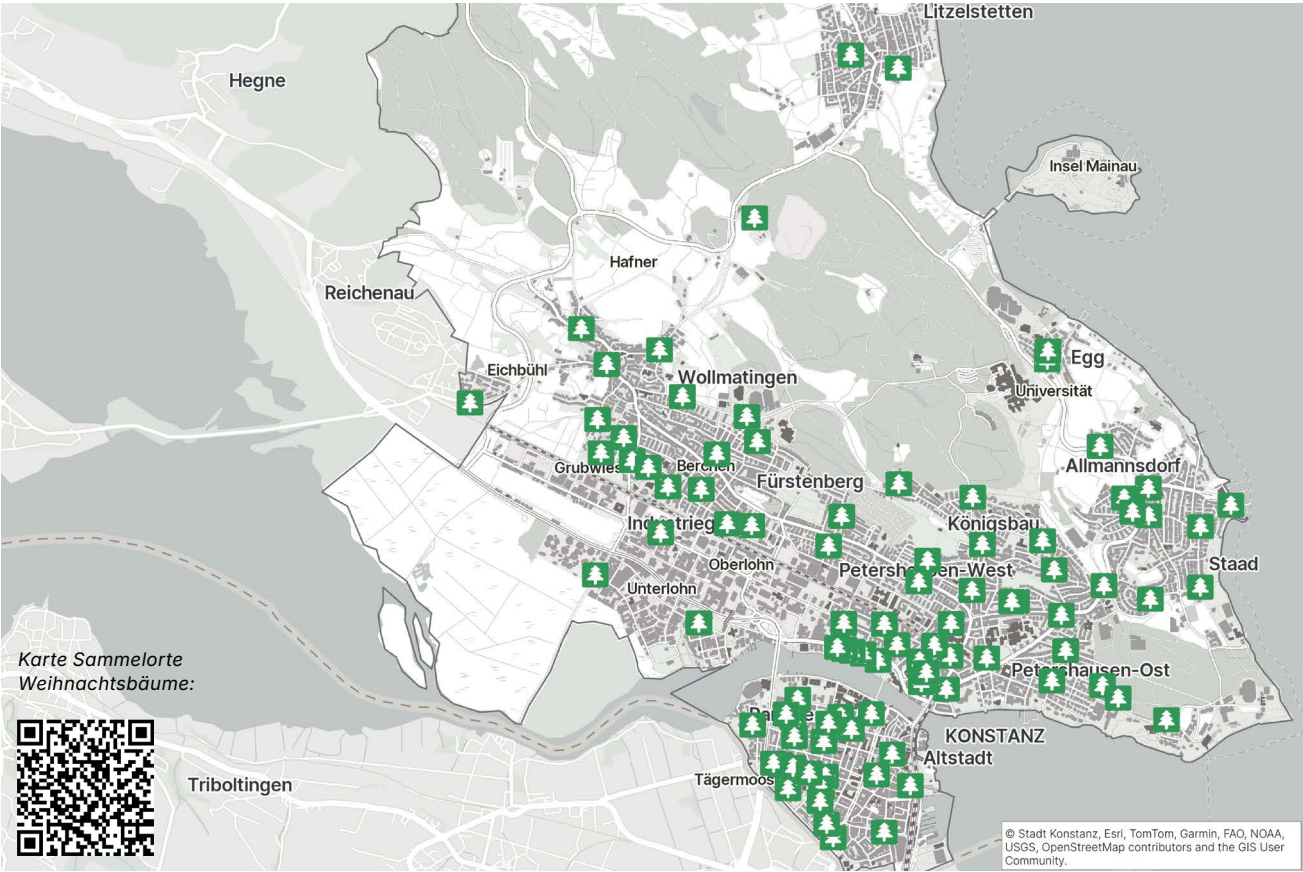 Litzelstetten
Hegne
Insel Mainau
Hafner
Reichenau
Egg
Eichbühl
Wollmatingen
Universität
Allmannsdorf
Fürstenberg
Königsbau
Staad
Oberlohn
Unterlohn
Karte Sammelorte
Weihnachtsbäume:
KONSTANZ
Altstadt
Tägermoos
Triboltingen
© Stadt Konstanz, Esri, TomTom, Garmin, FAO, NOAA,
USGS, OpenStreetMap contributors and the GIS User
Community.